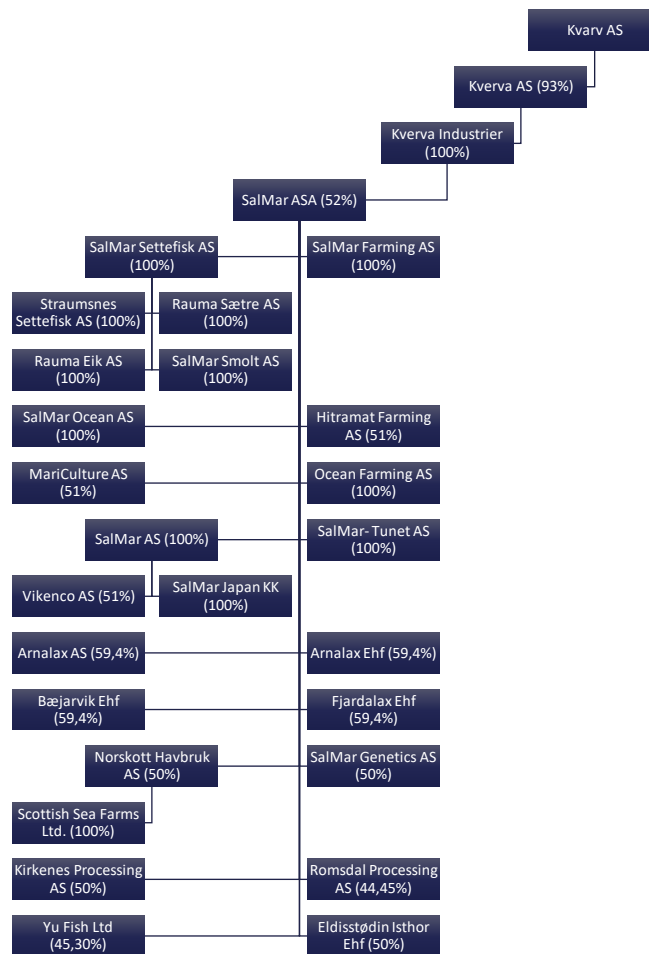 Kvarv AS
Kverva AS (93%)
Kverva Industrier
(100%)
SalMar ASA (52%)
SalMar Settefisk AS
(100%)
SalMar Farming AS
(100%)
Straumsnes
Settefisk AS (100%)
Rauma Sætre AS
(100%)
Rauma Eik AS
(100%)
SalMar Smolt AS
(100%)
SalMar Ocean AS
(100%)
Hitramat Farming
AS (51%)
MariCulture AS
(51%)
Ocean Farming AS
(100%)
SalMar AS (100%)
SalMar- Tunet AS
(100%)
Vikenco AS (51%)
SalMar Japan KK
(100%)
Arnalax AS (59,4%)
Arnalax Ehf (59,4%)
Bæjarvik Ehf
(59,4%)
Fjardalax Ehf
(59,4%)
Norskott Havbruk
AS (50%)
SalMar Genetics AS
(50%)
Scottish Sea Farms
Ltd. (100%)
Kirkenes Processing
AS (50%)
Romsdal Processing
AS (44,45%)
Yu Fish Ltd
(45,30%)
Eldisstødin Isthor
Ehf (50%)